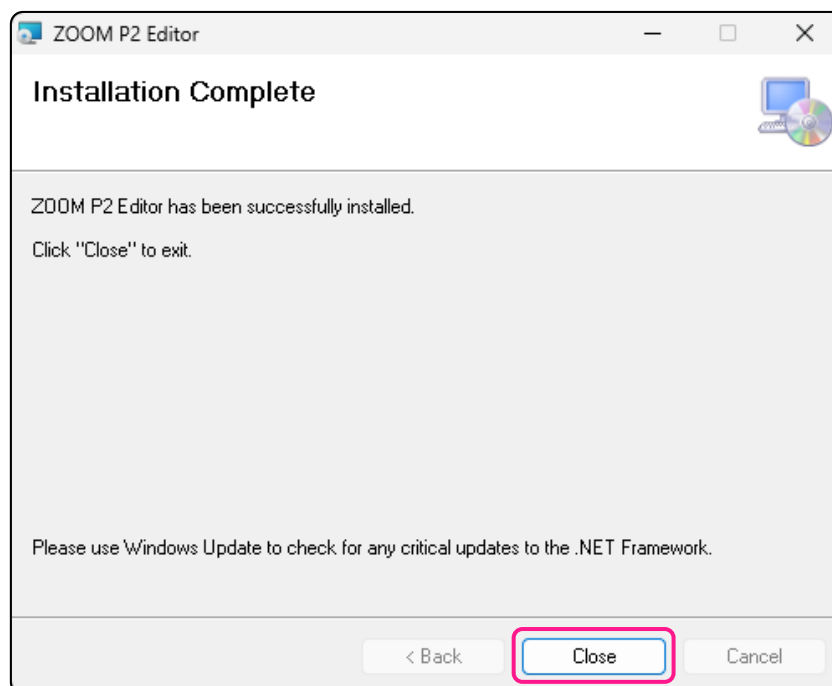 ZOOM P2 Editor
Installation Complete
ZOOM P2 Editor has been successfully installed.
Click "Close" to exit.
Please use Windows Update to check for any critical updates to the .NET Framework.
< Back
Close
Cancel